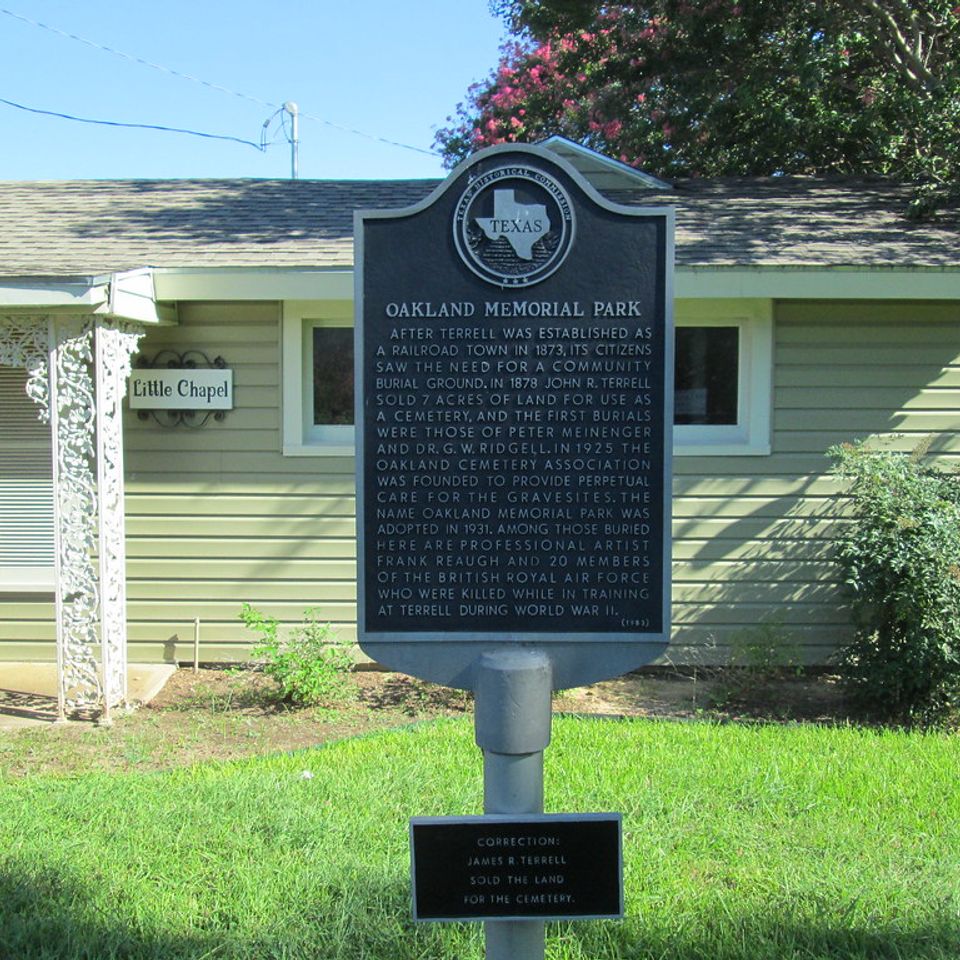 TEXAS HISTORICAL COMMISSION
TEXAS
OAKLAND MEMORIAL PARK
AFTER TERRELL WAS ESTABLISHED AS
A RAILROAD TOWN IN 1873, ITS CITIZENS
SAW THE NEED FOR A COMMUNITY
BURIAL GROUND. IN 1878 JOHN R. TERRELL
SOLD 7 ACRES OF LAND FOR USE AS
A CEMETERY, AND THE FIRST BURIALS
WERE THOSE OF PETER MEINENGER
AND DR. G. W. RIDGELL. IN 1925 THE
OAKLAND CEMETERY ASSOCIATION
WAS FOUNDED TO PROVIDE PERPETUAL
CARE FOR THE GRAVESITES. THE
NAME OAKLAND MEMORIAL PARK WAS
ADOPTED IN 1931. AMONG THOSE BURIED
HERE ARE PROFESSIONAL ARTIST
FRANK REAUGH AND 20 MEMBERS
OF THE BRITISH ROYAL AIR FORCE
WHO WERE KILLED WHILE IN TRAINING
AT TERRELL DURING WORLD WAR II.
(1983)
Little Chapel
CORRECTION:
JAMES R. TERRELL
SOLD THE LAND
FOR THE CEMETERY.